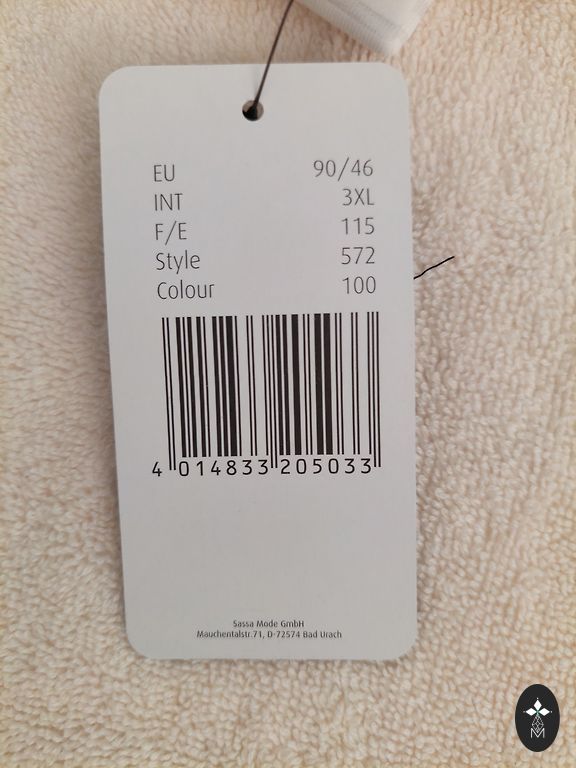 EU 90/46
INT 3XL
F/E 115
Style 572
Colour 100
4 014833 205033
Sassa Mode GmbH
Mauchentalstr.71, D-72574 Bad Urach
M